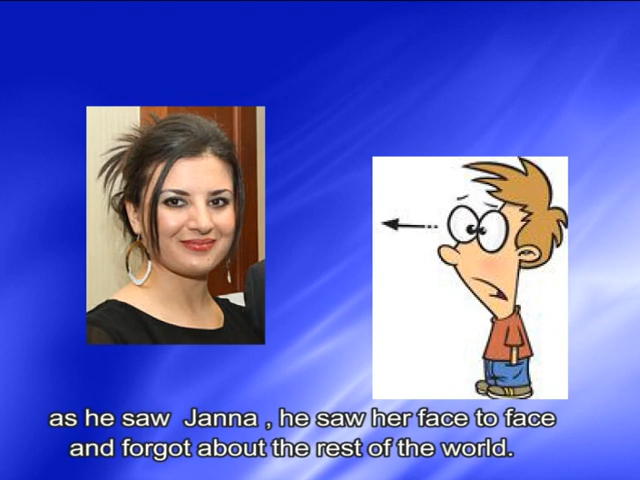 as he saw Janna , he saw her face to face
and forgot about the rest of the world.